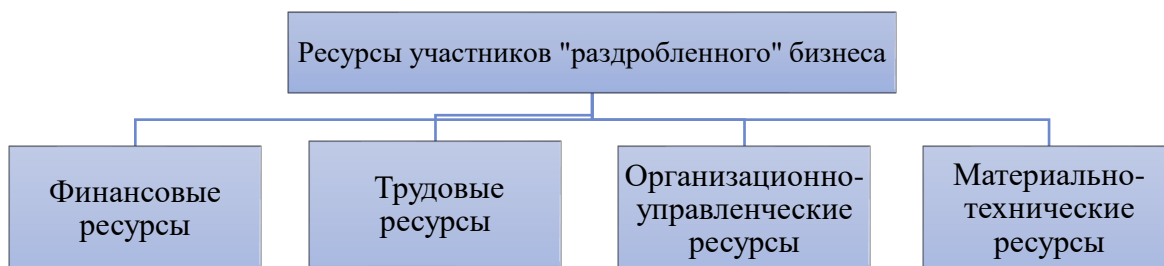 Ресурсы участников "раздробленного" бизнеса
Финансовые
ресурсы
Трудовые
ресурсы
Организационно-
управленческие
ресурсы
Материально-
технические
ресурсы